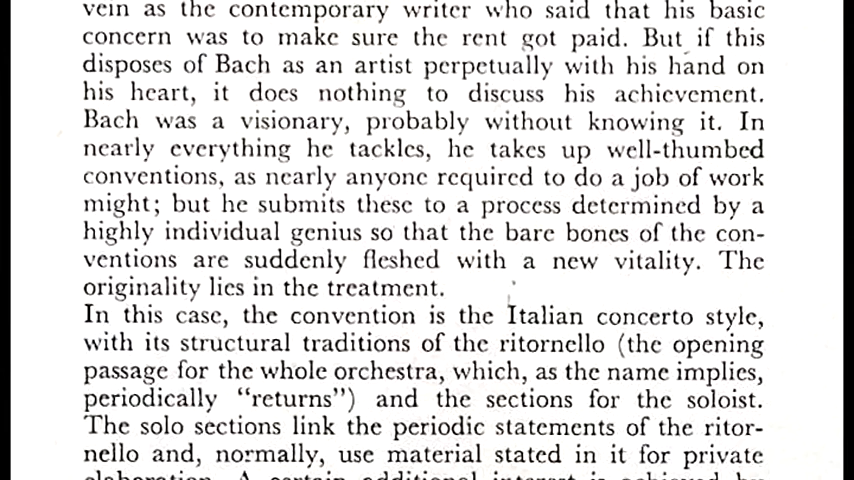 vein as the contemporary writer who said that his basic
concern was to make sure the rent got paid. But if this
disposes of Bach as an artist perpetually with his hand on
his heart, it does nothing to discuss his achievement.
Bach was a visionary, probably without knowing it. In
nearly everything he tackles, he takes up well-thumbed
conventions, as nearly anyone required to do a job of work
might; but he submits these to a process determined by a
highly individual genius so that the bare bones of the con-
ventions are suddenly fleshed with a new vitality. The
originality lies in the treatment.
In this case, the convention is the Italian concerto style,
with its structural traditions of the ritornello (the opening
passage for the whole orchestra, which, as the name implies,
periodically “returns”) and the sections for the soloist.
The solo sections link the periodic statements of the ritor-
nello and, normally, use material stated in it for private
elaboration. A certain additional interest is achieved by